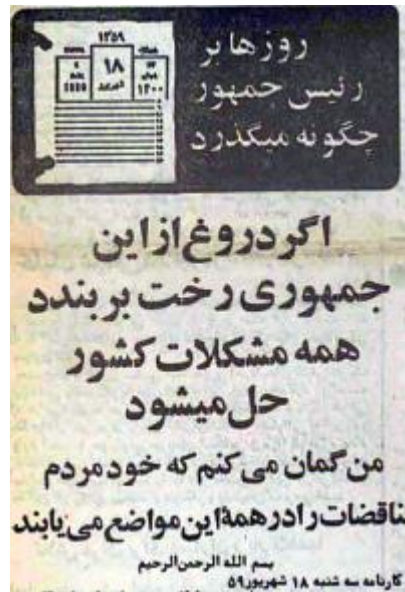 روزها بر
رئیس جمهور
چگونه میگذرد
۱۳۵۹
۱۸
شهریور
۱۴۰۰
اگر دروغ از این
جمهوری رخت بربندد
همه مشکلات کشور
حل میشود
من گمان می کنم که خود مردم
تناقضات را در همهٔ این مواضع می یابند
بسم الله الرحمن الرحیم
کارنامه سه شنبه ۱۸ شهریور ۵۹